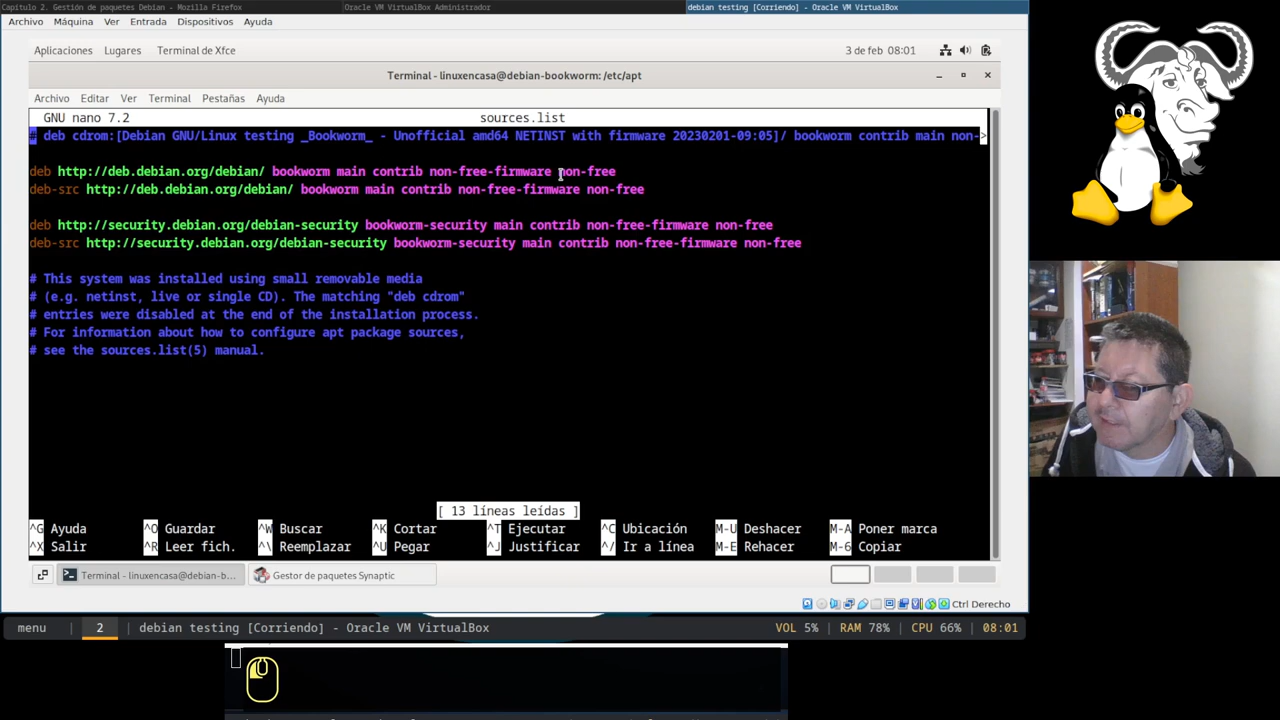 Capitulo 2. Gestión de paquetes Debian - Mozilla Firefox
Oracle VM VirtualBox Administrador
debian testing [Corriendo] - Oracle VM VirtualBox
Archivo Máquina Ver Entrada Dispositivos Ayuda
Aplicaciones Lugares Terminal de Xfce
3 de feb 08:01
Terminal - linuxencasa@debian-bookworm: /etc/apt
Archivo Editar Ver Terminal Pestañas Ayuda
GNU nano 7.2 sources.list
# deb cdrom:[Debian GNU/Linux testing _Bookworm_ - Unofficial amd64 NETINST with firmware 20230201-09:05]/ bookworm contrib main non->
deb http://deb.debian.org/debian/ bookworm main contrib non-free-firmware non-free
deb-src http://deb.debian.org/debian/ bookworm main contrib non-free-firmware non-free
deb http://security.debian.org/debian-security bookworm-security main contrib non-free-firmware non-free
deb-src http://security.debian.org/debian-security bookworm-security main contrib non-free-firmware non-free
# This system was installed using small removable media
# (e.g. netinst, live or single CD). The matching "deb cdrom"
# entries were disabled at the end of the installation process.
# For information about how to configure apt package sources,
# see the sources.list(5) manual.
[ 13 líneas leídas ]
^G Ayuda ^O Guardar ^W Buscar ^K Cortar ^T Ejecutar ^C Ubicación M-U Deshacer M-A Poner marca
^X Salir ^R Leer fich. ^\ Reemplazar ^U Pegar ^J Justificar ^/ Ir a línea M-E Rehacer M-6 Copiar
Terminal - linuxencasa@debian-b...
Gestor de paquetes Synaptic
Ctrl Derecho
menu | 2 | debian testing [Corriendo] - Oracle VM VirtualBox
VOL 5% | RAM 78% | CPU 66% | 08:01